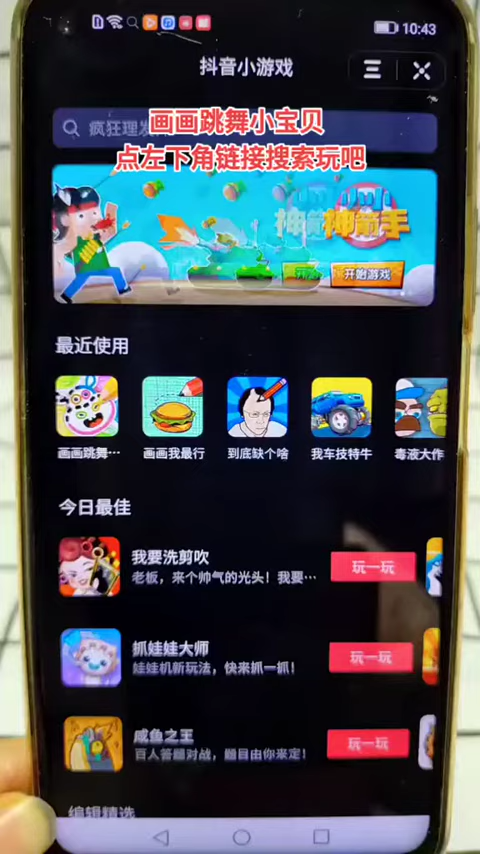 10:43
抖音小游戏
疯狂理发
画画跳舞小宝贝
点左下角链接搜索玩吧
神箭手
开始游戏
最近使用
画画跳舞…
画画我最行
到底缺个啥
我车技特牛
毒液大作
今日最佳
我要洗剪吹
老板，来个帅气的光头！我要…
玩一玩
抓娃娃大师
娃娃机新玩法，快来抓一抓！
玩一玩
咸鱼之王
百人答题对战，题目由你来定！
玩一玩
编辑精选